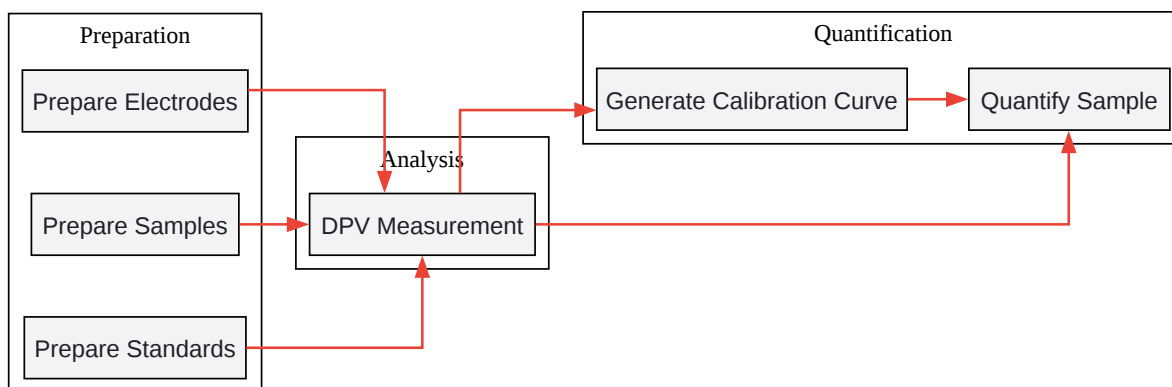 Preparation
Prepare Electrodes
Prepare Samples
Prepare Standards
Analysis
DPV Measurement
Quantification
Generate Calibration Curve
Quantify Sample